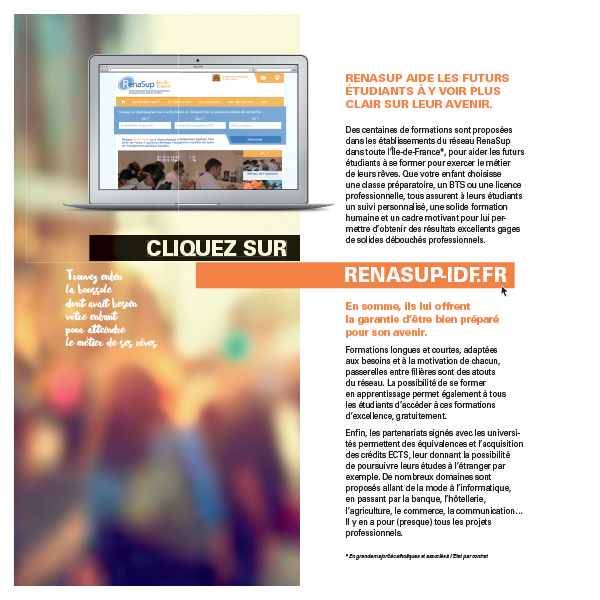 RenaSup Île-de-France
RENASUP AIDE LES FUTURS
ÉTUDIANTS À Y VOIR PLUS
CLAIR SUR LEUR AVENIR.
Des centaines de formations sont proposées
dans les établissements du réseau RenaSup
dans toute l'Île-de-France*, pour aider les futurs
étudiants à se former pour exercer le métier
de leurs rêves. Que votre enfant choisisse
une classe préparatoire, un BTS ou une licence
professionnelle, tous assurent à leurs étudiants
un suivi personnalisé, une solide formation
humaine et un cadre motivant pour lui per-
mettre d'obtenir des résultats excellents gages
de solides débouchés professionnels.
CLIQUEZ SUR
RENASUP-IDF.FR
Trouvez enfin
la boussole
dont avait besoin
votre enfant
pour atteindre
le métier de ses rêves.
En somme, ils lui offrent
la garantie d'être bien préparé
pour son avenir.
Formations longues et courtes, adaptées
aux besoins et à la motivation de chacun,
passerelles entre filières sont des atouts
du réseau. La possibilité de se former
en apprentissage permet également à tous
les étudiants d'accéder à ces formations
d'excellence, gratuitement.
Enfin, les partenariats signés avec les universi-
tés permettent des équivalences et l'acquisition
des crédits ECTS, leur donnant la possibilité
de poursuivre leurs études à l'étranger par
exemple. De nombreux domaines sont
proposés allant de la mode à l'informatique,
en passant par la banque, l'hôtellerie,
l'agriculture, le commerce, la communication...
Il y en a pour (presque) tous les projets
professionnels.
* En grande majorité catholiques et associés à l'Etat par contrat